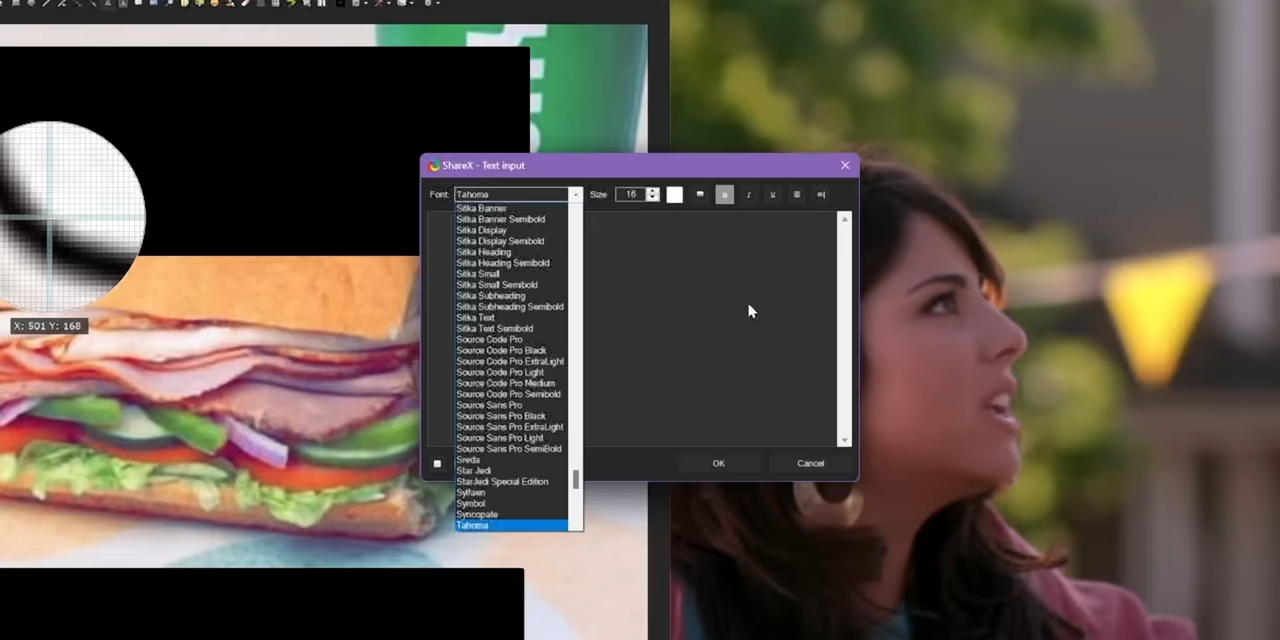 ShareX - Text input
Font: Tahoma Size 16
Sitka Banner
Sitka Banner Semibold
Sitka Display
Sitka Display Semibold
Sitka Heading
Sitka Heading Semibold
Sitka Small
Sitka Small Semibold
Sitka Subheading
Sitka Subheading Semibold
Sitka Text
Sitka Text Semibold
Source Code Pro
Source Code Pro Black
Source Code Pro ExtraLight
Source Code Pro Light
Source Code Pro Medium
Source Code Pro Semibold
Source Sans Pro
Source Sans Pro Black
Source Sans Pro ExtraLight
Source Sans Pro Light
Source Sans Pro SemiBold
Sreda
Star Jedi
StarJedi Special Edition
Sylfaen
Symbol
Syncopate
Tahoma
OK Cancel
X: 501 Y: 168